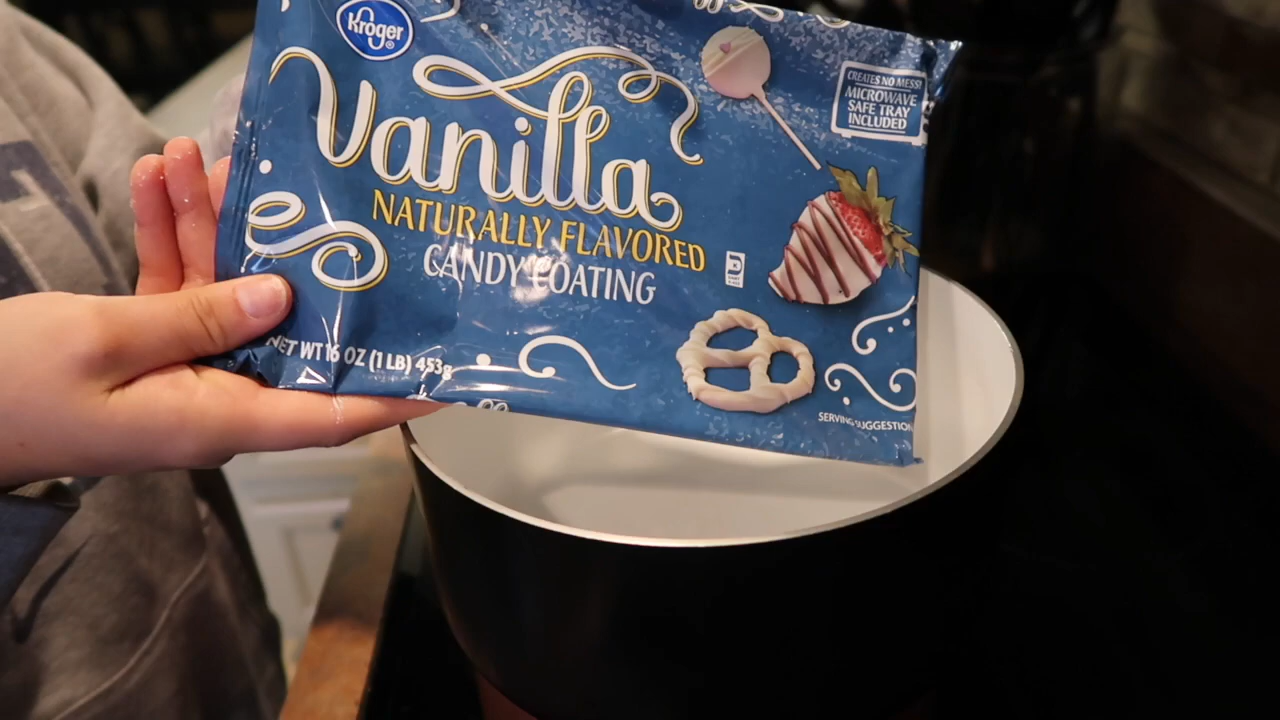 Kroger
Vanilla
NATURALLY FLAVORED
CANDY COATING
NET WT 16 OZ (1 LB) 453g
CREATES NO MESS!
MICROWAVE
SAFE TRAY
INCLUDED
D
SERVING SUGGESTION